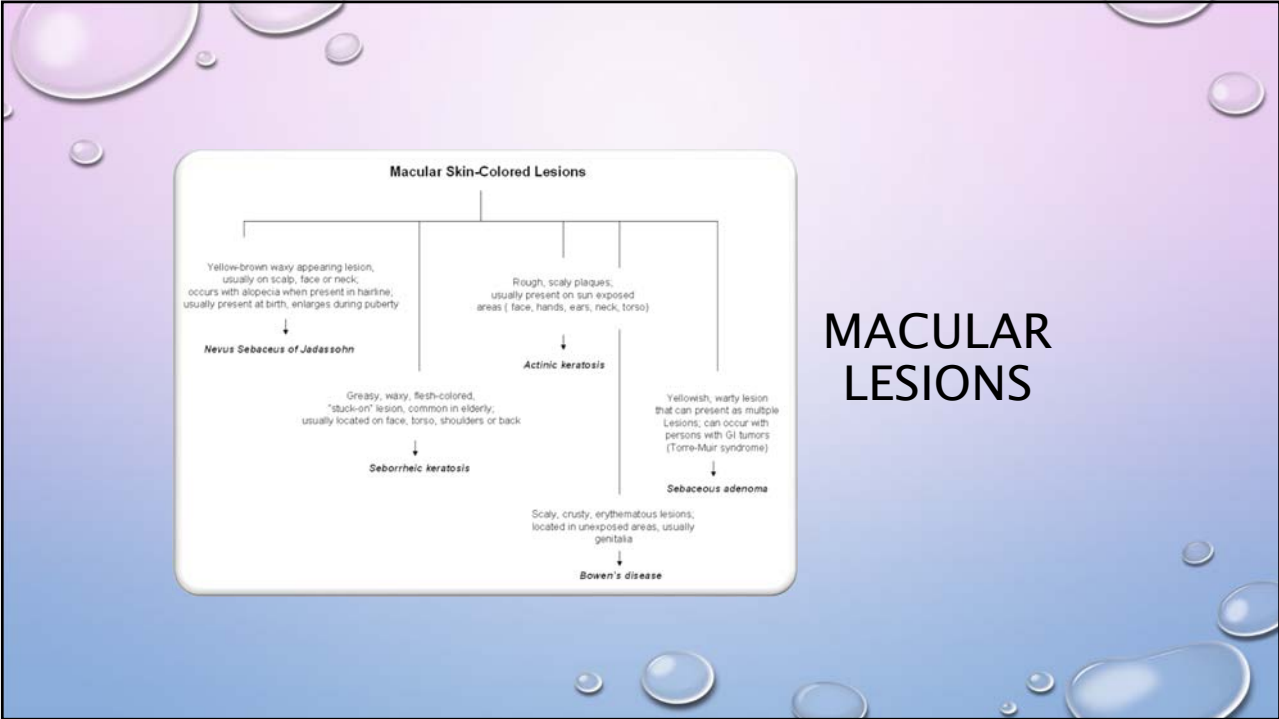 Macular Skin-Colored Lesions
Yellow-brown waxy appearing lesion,
usually on scalp, face or neck;
occurs with alopecia when present in hairline;
usually present at birth, enlarges during puberty
Nevus Sebaceus of Jadassohn
Greasy, waxy, flesh-colored,
"stuck-on" lesion, common in elderly;
usually located on face, torso, shoulders or back
Seborrheic keratosis
Rough, scaly plaques;
usually present on sun exposed
areas ( face, hands, ears, neck, torso)
Actinic keratosis
Scaly, crusty, erythematous lesions;
located in unexposed areas, usually
genitalia
Bowen's disease
Yellowish, warty lesion
that can present as multiple
Lesions; can occur with
persons with GI tumors
(Torre-Muir syndrome)
Sebaceous adenoma
MACULAR
LESIONS